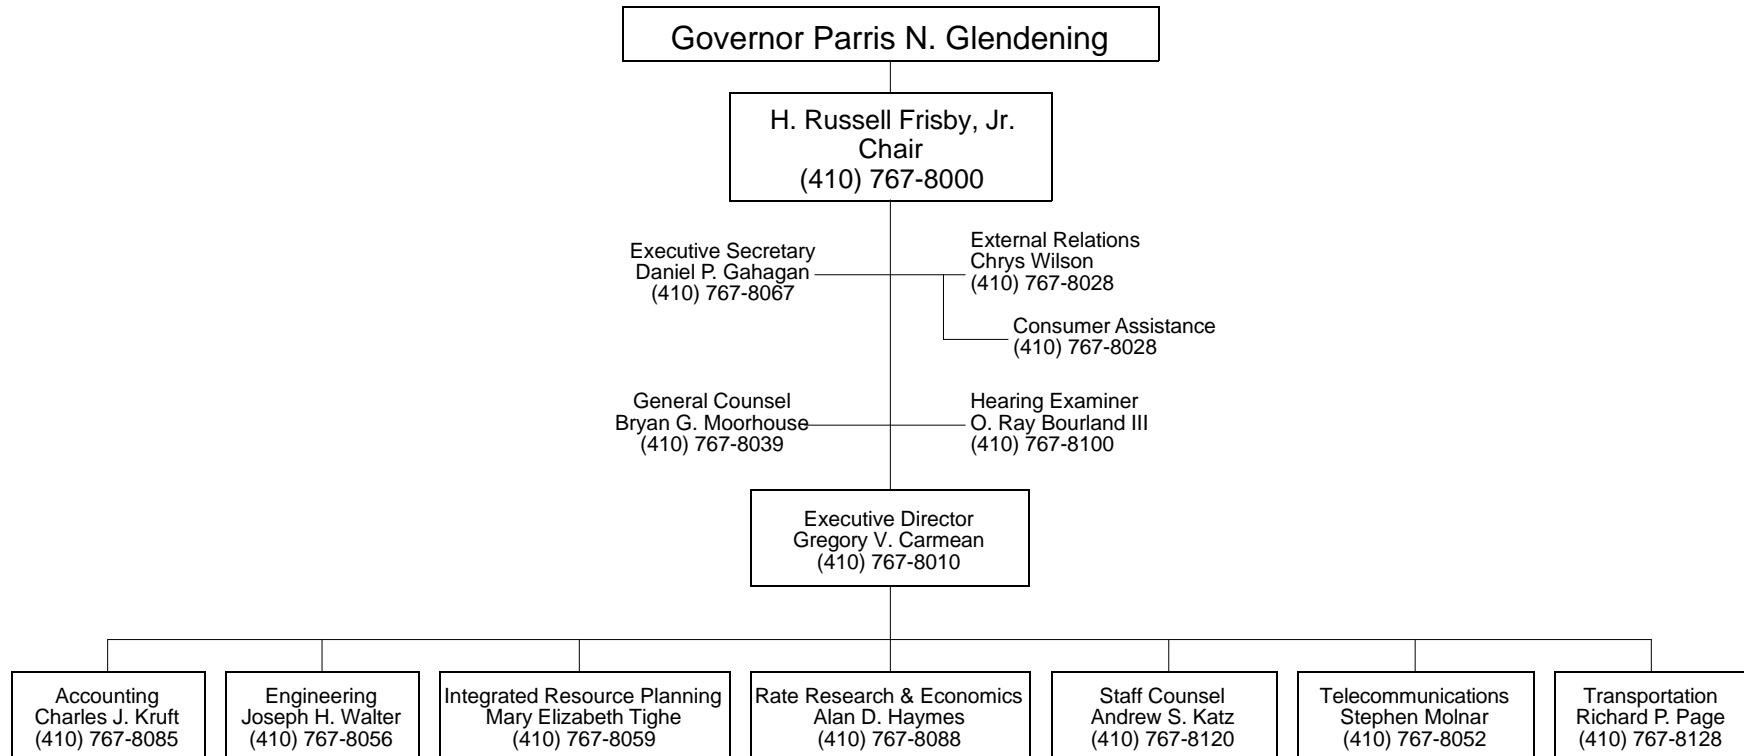 Governor Parris N. Glendening
H. Russell Frisby, Jr.
Chair
(410) 767-8000
Executive Secretary
Daniel P. Gahagan
(410) 767-8067
External Relations
Chrys Wilson
(410) 767-8028
Consumer Assistance
(410) 767-8028
General Counsel
Bryan G. Moorhouse
(410) 767-8039
Hearing Examiner
O. Ray Bourland III
(410) 767-8100
Executive Director
Gregory V. Carmean
(410) 767-8010
Accounting
Charles J. Kruft
(410) 767-8085
Engineering
Joseph H. Walter
(410) 767-8056
Integrated Resource Planning
Mary Elizabeth Tighe
(410) 767-8059
Rate Research & Economics
Alan D. Haymes
(410) 767-8088
Staff Counsel
Andrew S. Katz
(410) 767-8120
Telecommunications
Stephen Molnar
(410) 767-8052
Transportation
Richard P. Page
(410) 767-8128